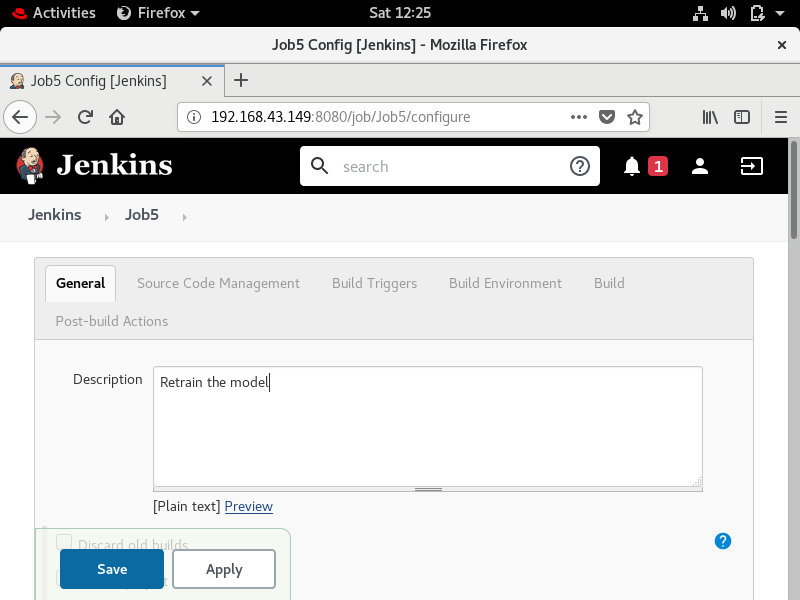 Activities Firefox Sat 12:25
Job5 Config [Jenkins] - Mozilla Firefox
Job5 Config [Jenkins]
192.168.43.149:8080/job/Job5/configure
Jenkins search 1
Jenkins Job5
General Source Code Management Build Triggers Build Environment Build
Post-build Actions
Description Retrain the model
[Plain text] Preview
Discard old builds
Save Apply